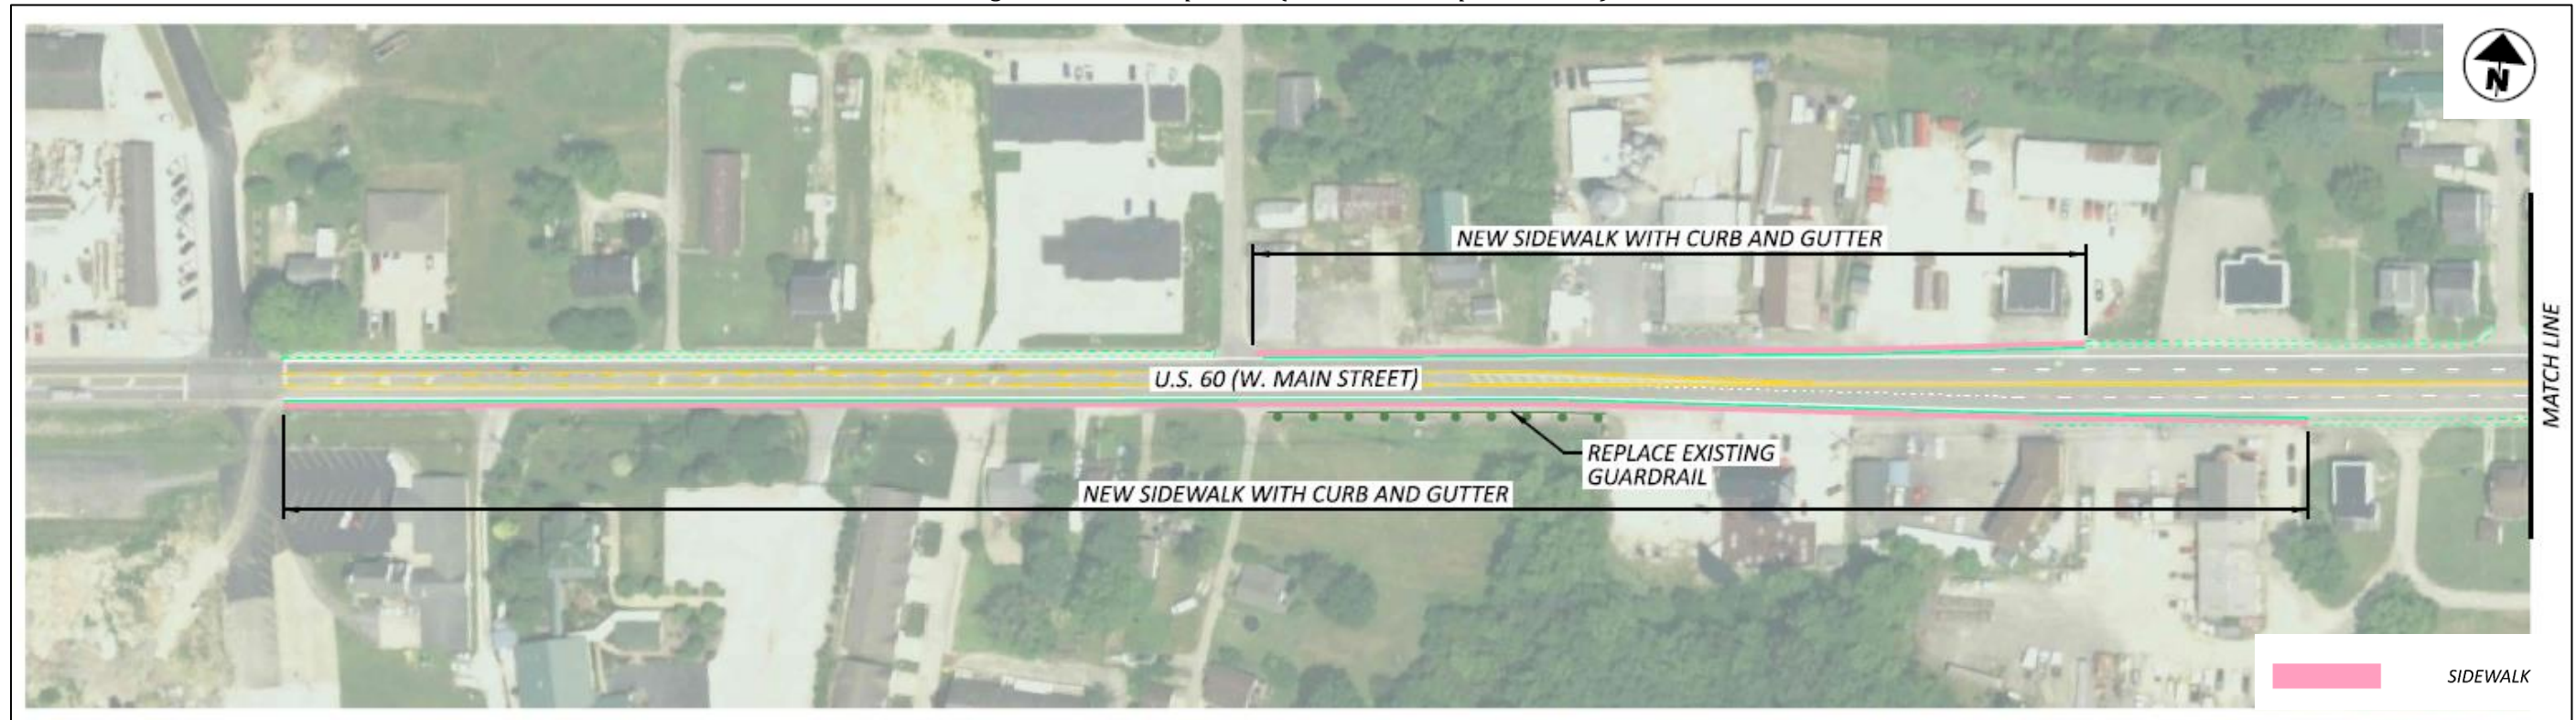 N
NEW SIDEWALK WITH CURB AND GUTTER
U.S. 60 (W. MAIN STREET)
MATCH LINE
REPLACE EXISTING
GUARDRAIL
NEW SIDEWALK WITH CURB AND GUTTER
SIDEWALK